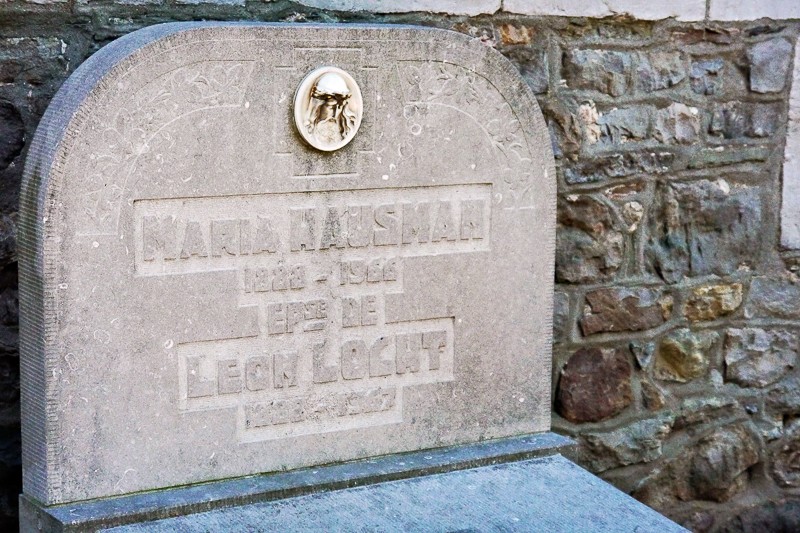 MARIA HAUSMAN
EPSE DE
LEON LOCHT